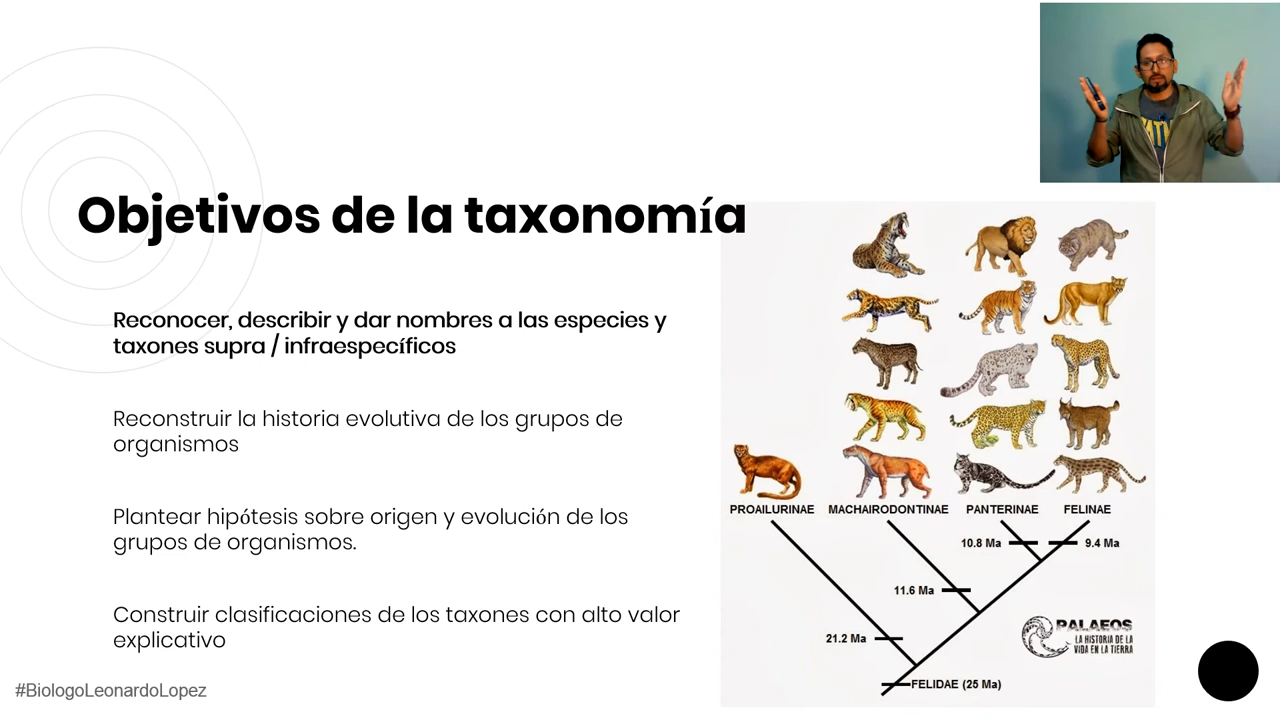 Objetivos de la taxonomía
Reconocer, describir y dar nombres a las especies y
taxones supra / infraespecíficos
Reconstruir la historia evolutiva de los grupos de
organismos
Plantear hipótesis sobre origen y evolución de los
grupos de organismos.
Construir clasificaciones de los taxones con alto valor
explicativo
#BiologoLeonardoLopez
PROAILURINAE MACHAIRODONTINAE PANTERINAE FELINAE
10.8 Ma 9.4 Ma
11.6 Ma
21.2 Ma
FELIDAE (25 Ma)
PALAEOS
LA HISTORIA DE LA
VIDA EN LA TIERRA